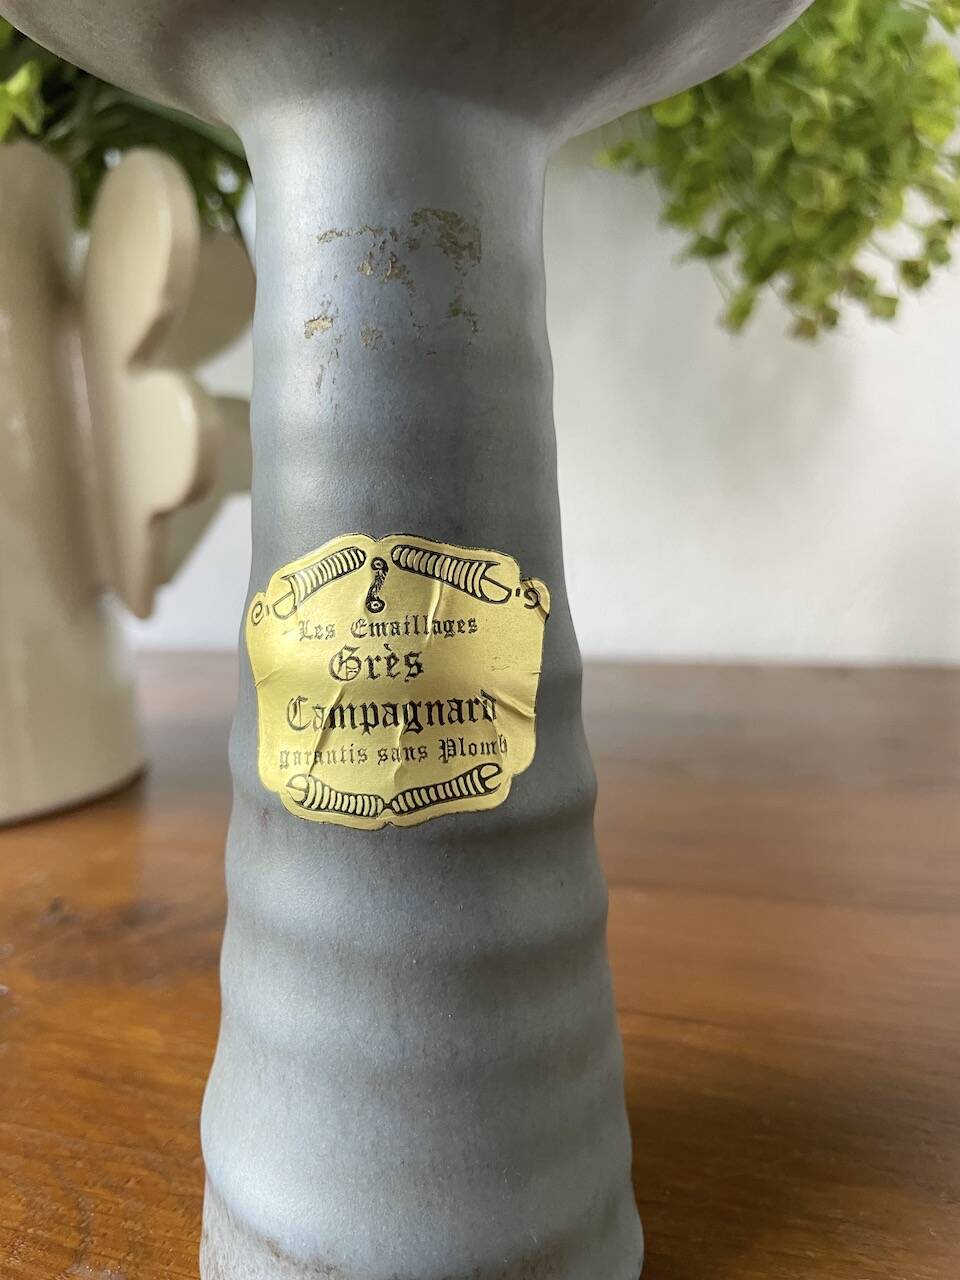 Les Emaillages
Grès
Campagnard
garantis sans Plomb